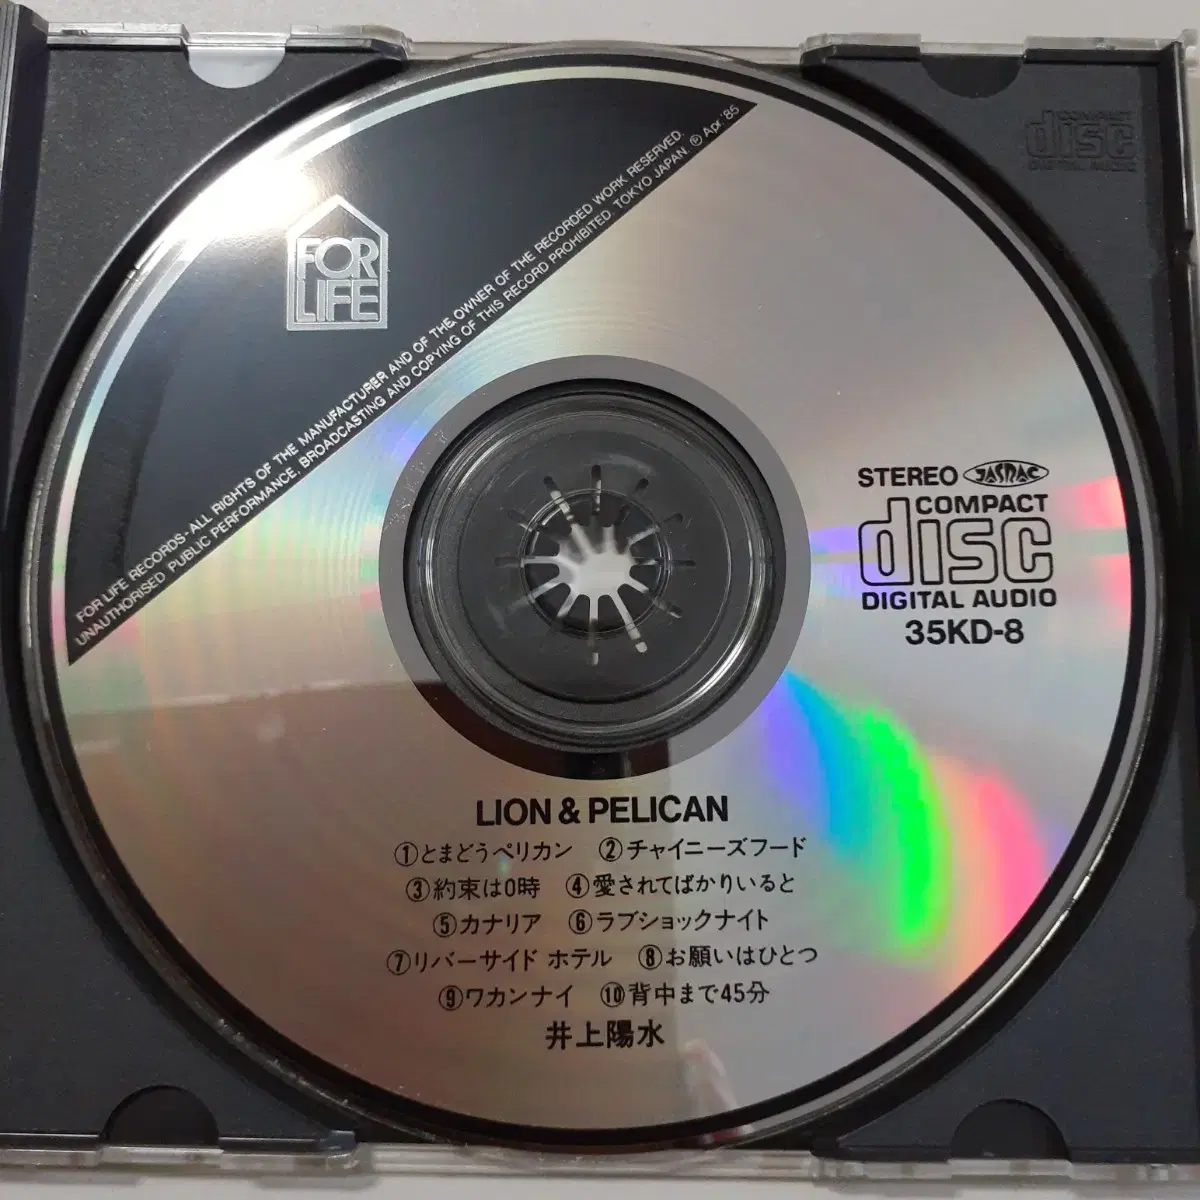 FOR
LIFE
FOR LIFE RECORDS-ALL RIGHTS OF THE MANUFACTURER AND OF THE.OWNER OF THE RECORDED WORK RESERVED.
UNAUTHORISED PUBLIC PERFORMANCE, BROADCASTING AND COPYING OF THIS RECORD PROHIBITED. TOKYO JAPAN. Ⓟ Apr.'85
COMPACT
disc
DIGITAL AUDIO
STEREO JASRAC
COMPACT
disc
DIGITAL AUDIO
35KD-8
LION & PELICAN
①とまどうペリカン ②チャイニーズフード
③約束は0時 ④愛されてばかりいると
⑤カナリア ⑥ラブショックナイト
⑦リバーサイド ホテル ⑧お願いはひとつ
⑨ワカンナイ ⑩背中まで45分
井上陽水